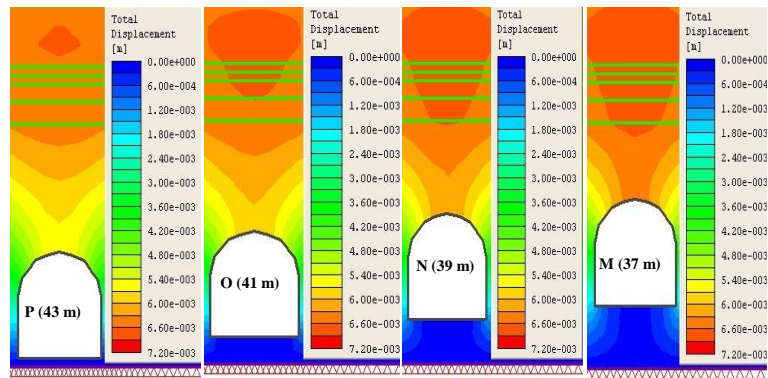 Total
Displacement
[m]
0.00e+000
6.00e-004
1.20e-003
1.80e-003
2.40e-003
3.00e-003
3.60e-003
4.20e-003
4.80e-003
5.40e-003
6.00e-003
6.60e-003
7.20e-003
P (43 m)
Total
Displacement
[m]
0.00e+000
6.00e-004
1.20e-003
1.80e-003
2.40e-003
3.00e-003
3.60e-003
4.20e-003
4.80e-003
5.40e-003
6.00e-003
6.60e-003
7.20e-003
O (41 m)
Total
Displacement
[m]
0.00e+000
6.00e-004
1.20e-003
1.80e-003
2.40e-003
3.00e-003
3.60e-003
4.20e-003
4.80e-003
5.40e-003
6.00e-003
6.60e-003
7.20e-003
N (39 m)
Total
Displacement
[m]
0.00e+000
6.00e-004
1.20e-003
1.80e-003
2.40e-003
3.00e-003
3.60e-003
4.20e-003
4.80e-003
5.40e-003
6.00e-003
6.60e-003
7.20e-003
M (37 m)